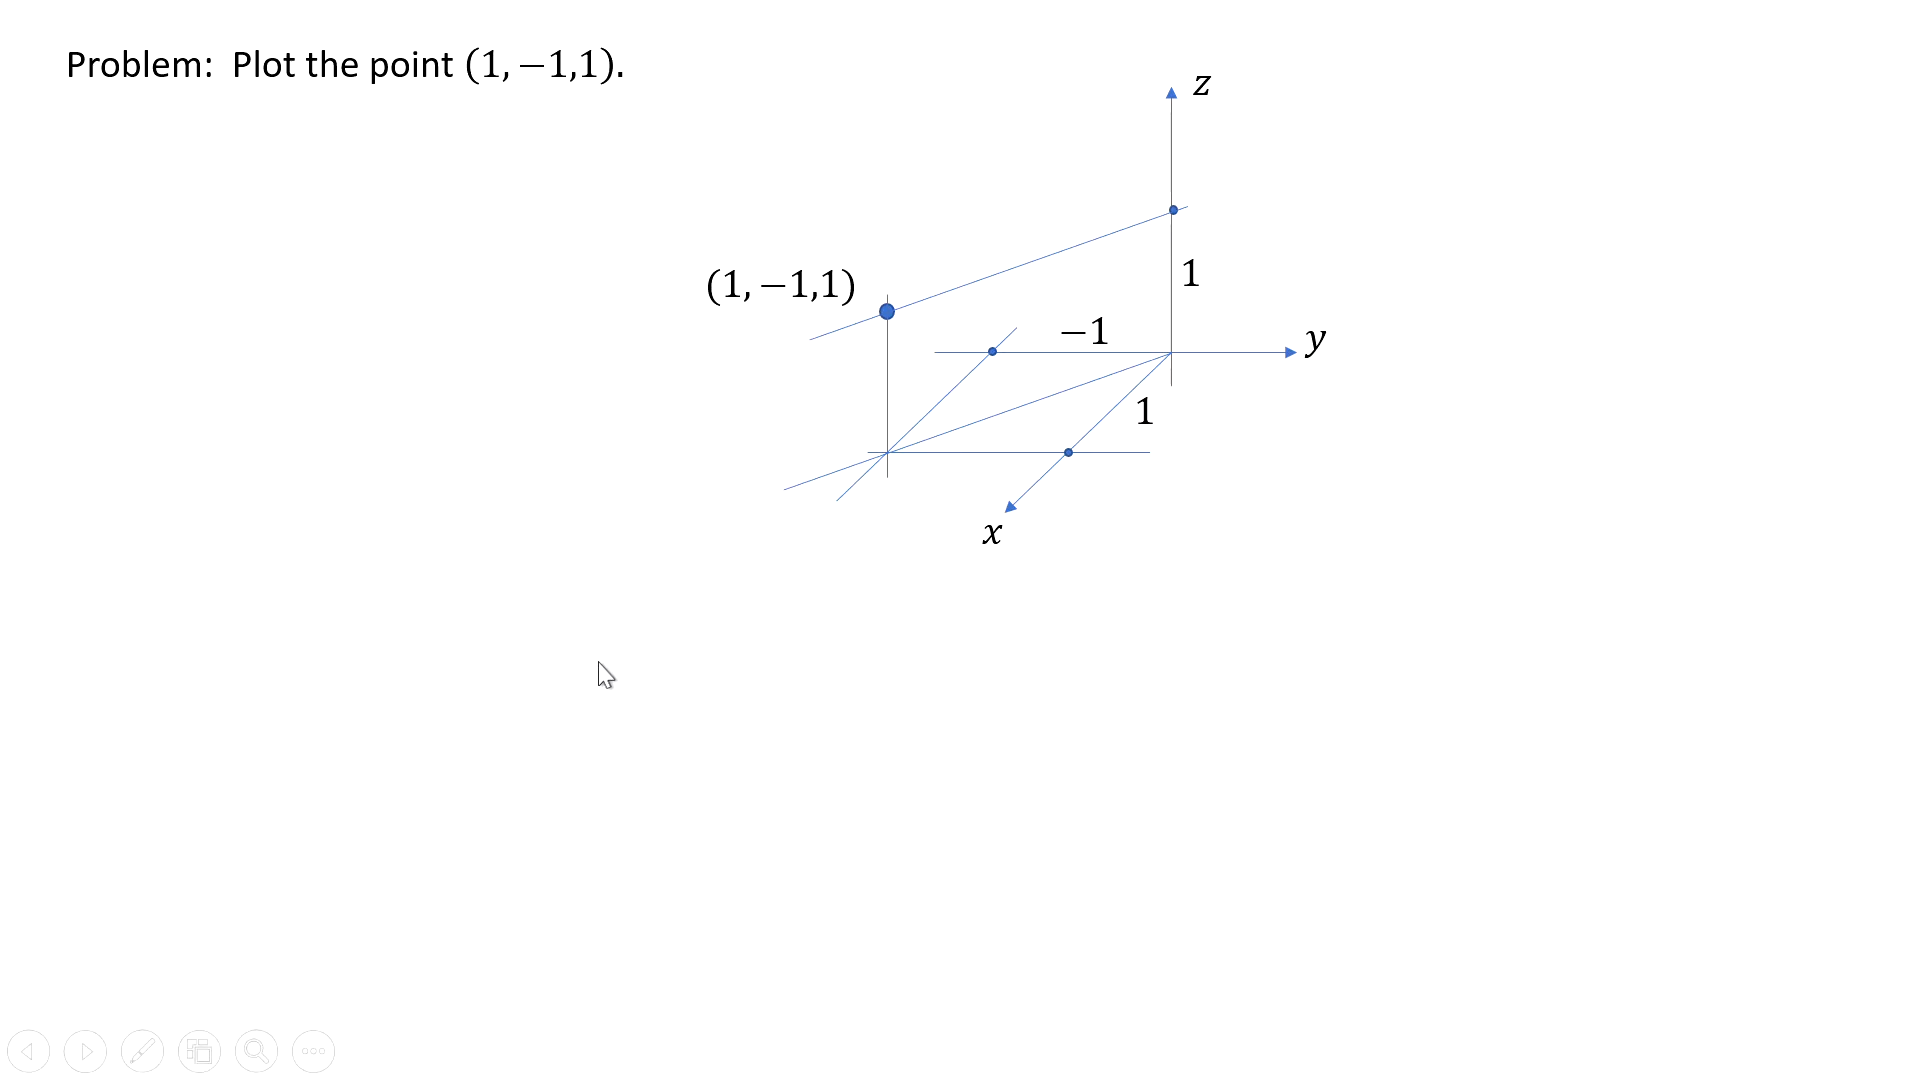 Problem: Plot the point (1, −1,1).
z
(1, −1,1)
1
−1
y
1
x